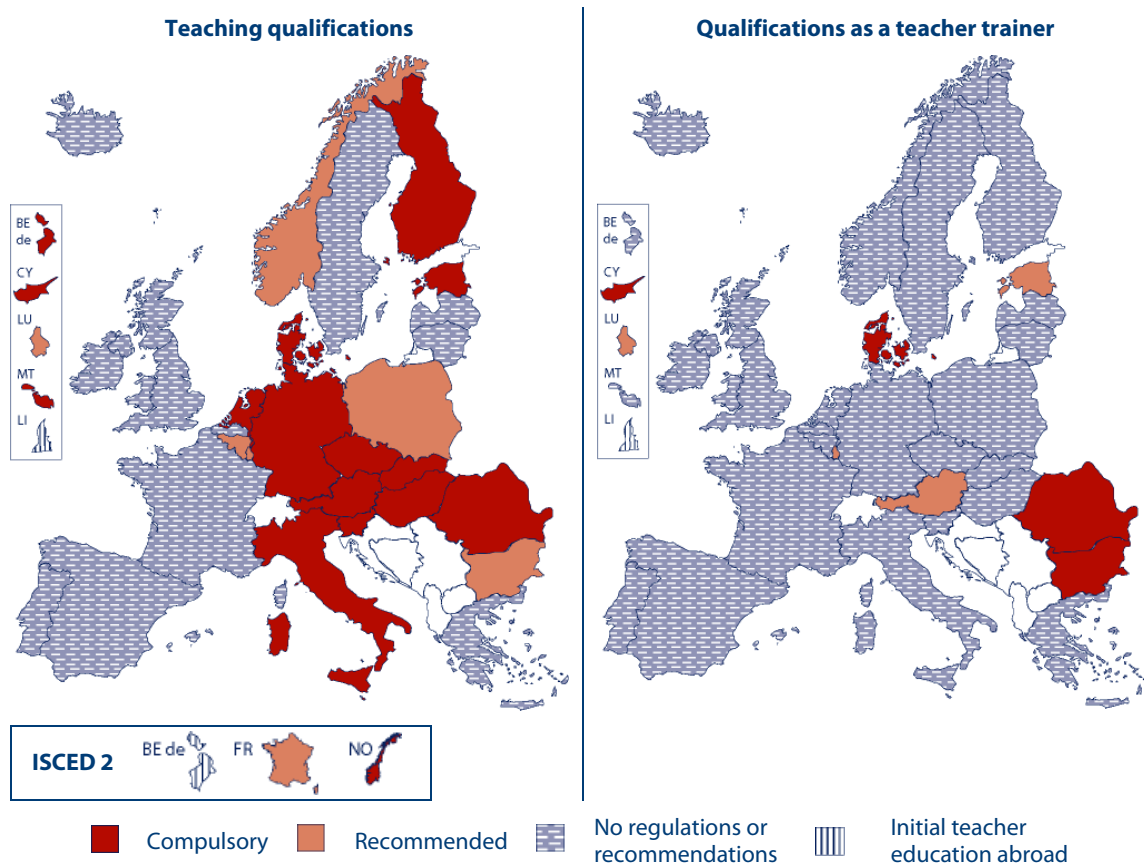 Teaching qualifications
Qualifications as a teacher trainer
BE
de
CY
LU
MT
LI
BE
de
CY
LU
MT
LI
ISCED 2
BE de
FR
NO
Compulsory
Recommended
No regulations or
recommendations
Initial teacher
education abroad